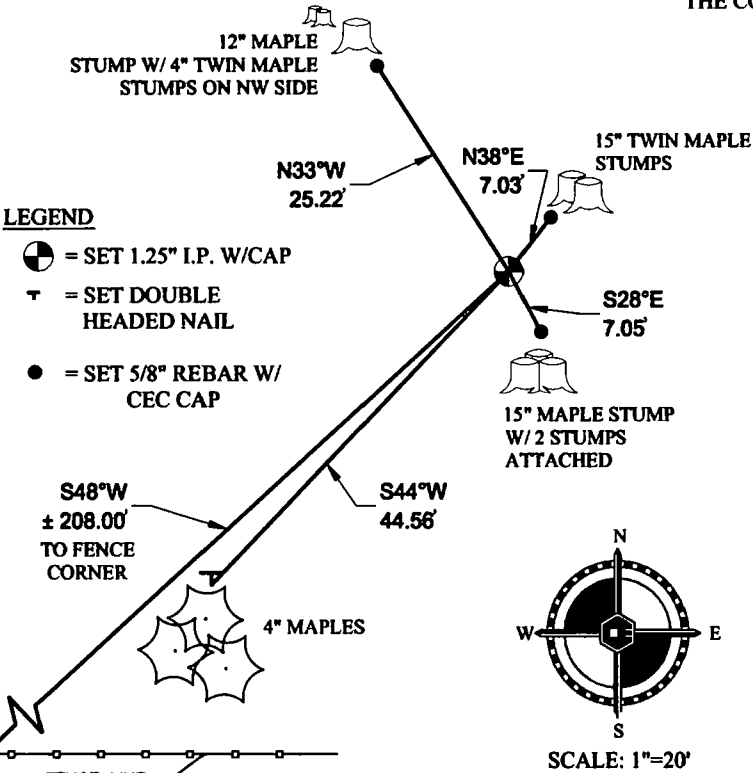 THE CO
12" MAPLE
STUMP W/ 4" TWIN MAPLE
STUMPS ON NW SIDE
15" TWIN MAPLE
STUMPS
N33°W
25.22'
N38°E
7.03'
LEGEND
= SET 1.25" I.P. W/CAP
= SET DOUBLE
HEADED NAIL
= SET 5/8" REBAR W/
CEC CAP
S28°E
7.05'
15" MAPLE STUMP
W/ 2 STUMPS
ATTACHED
S48°W
± 208.00'
TO FENCE
CORNER
S44°W
44.56'
4" MAPLES
N
W
E
S
SCALE: 1"=20'